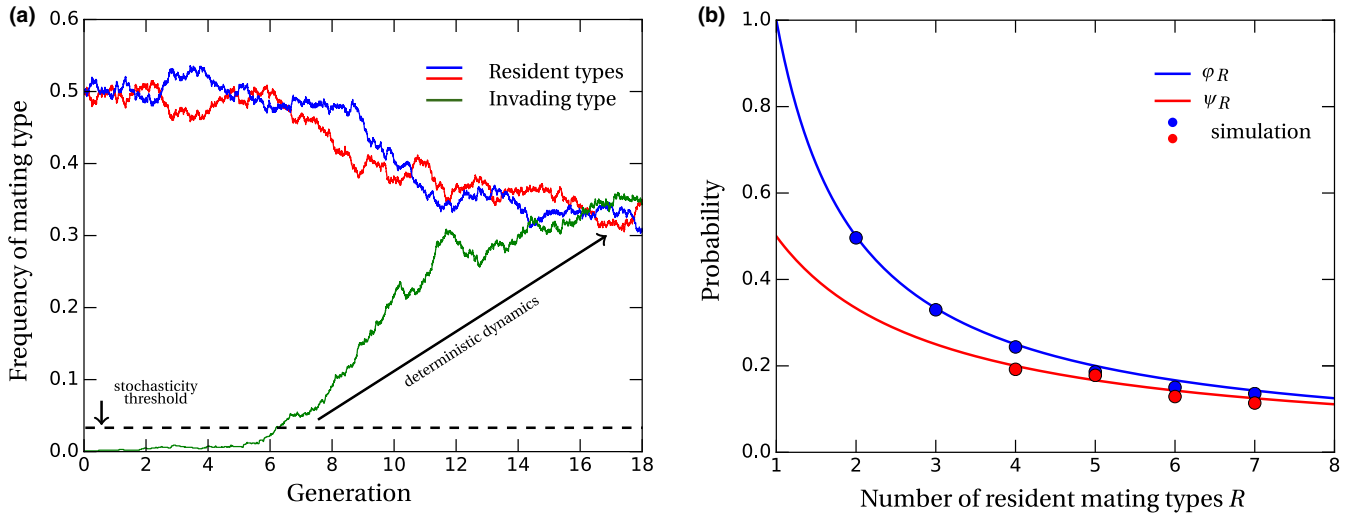 (a)
0.6
0.5
0.4
0.3
0.2
0.1
0.0
Frequency of mating type
Resident types
Invading type
stochasticity
threshold
deterministic dynamics
0 2 4 6 8 10 12 14 16 18
Generation
(b)
1.0
0.8
0.6
0.4
0.2
0.0
Probability
φR
ψR
simulation
1 2 3 4 5 6 7 8
Number of resident mating types R